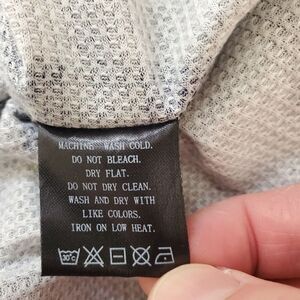 MACHINE WASH COLD.
DO NOT BLEACH.
DRY FLAT.
DO NOT DRY CLEAN.
WASH AND DRY WITH
LIKE COLORS.
IRON ON LOW HEAT.
30°C